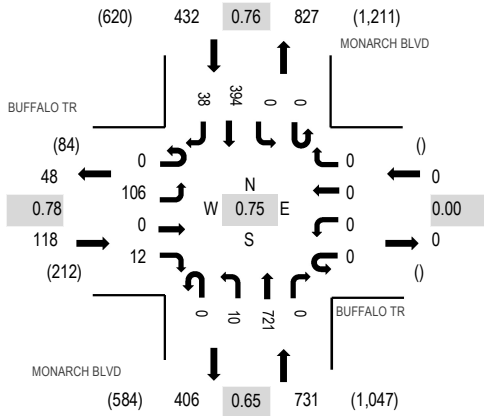 (620) 432 0.76 827 (1,211)
MONARCH BLVD
38 394 0 0
BUFFALO TR
(84)
48
0.78
118
(212)
0
106
0
12
N
W 0.75 E
S
0
0
0
0
()
0
0.00
0
()
0 10 721 0
BUFFALO TR
MONARCH BLVD
(584) 406 0.65 731 (1,047)